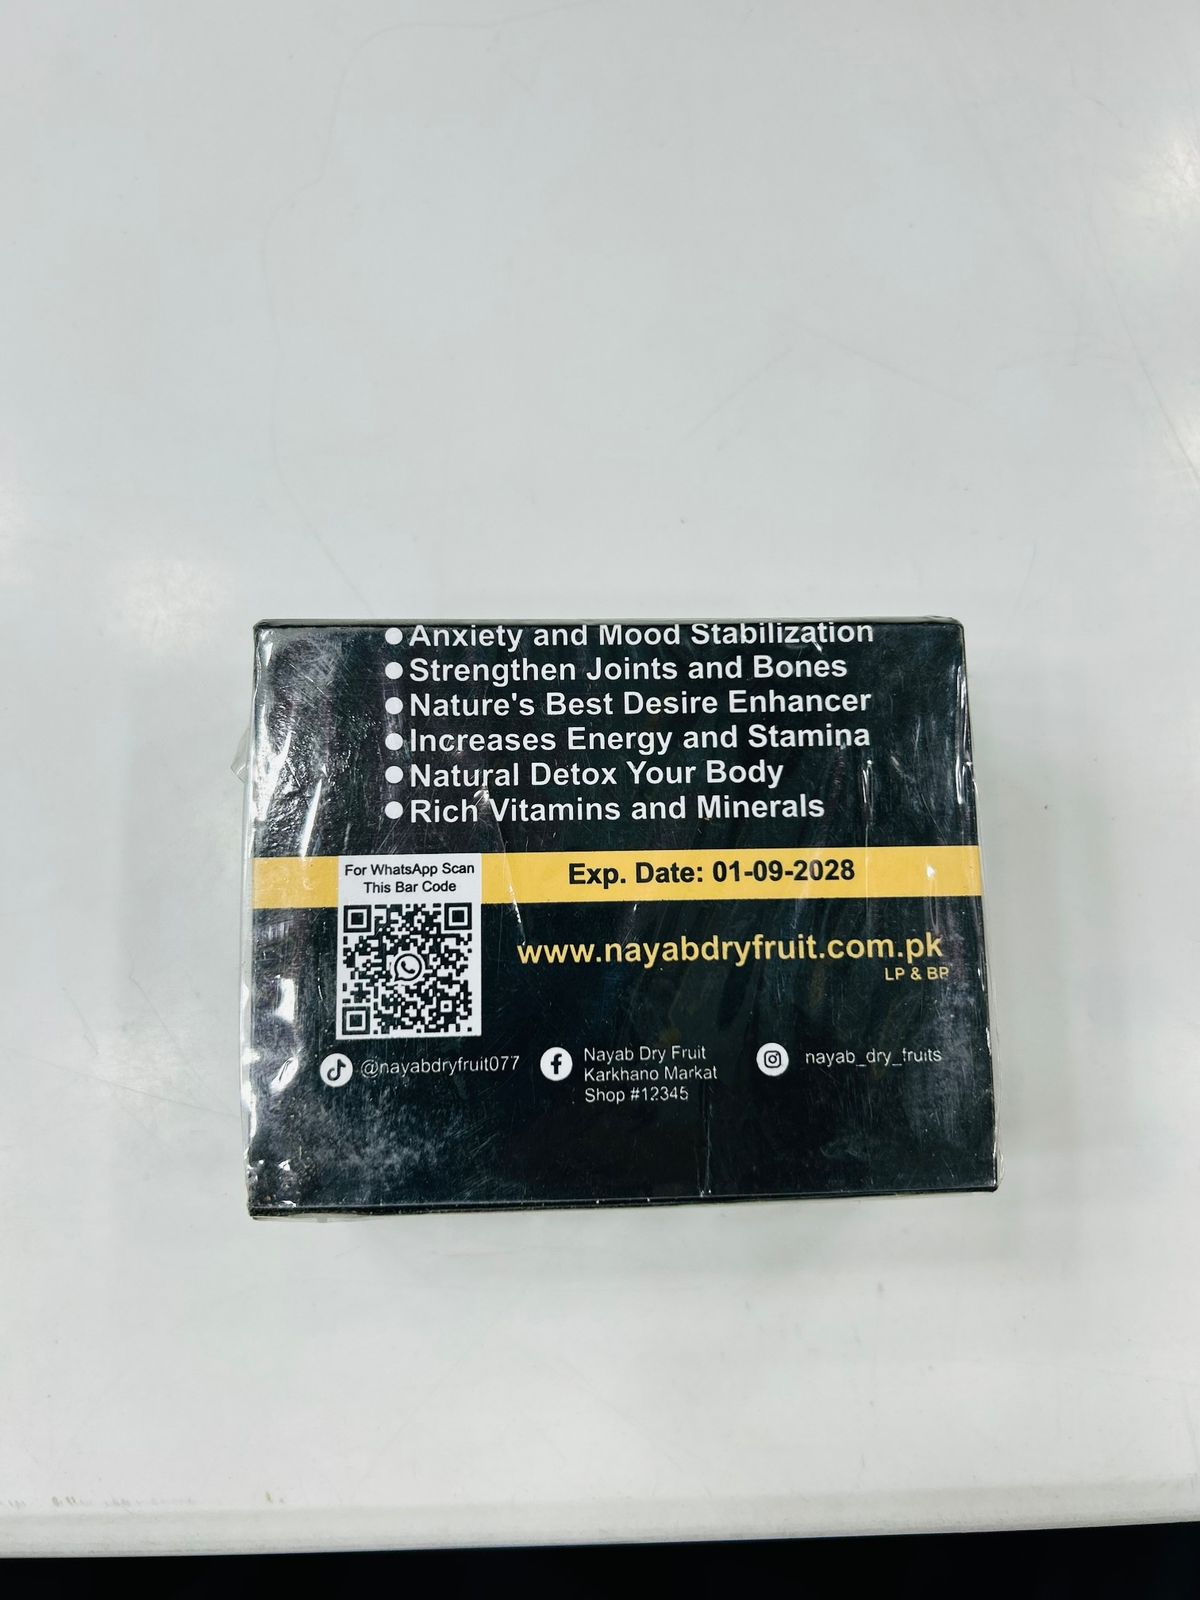 ● Anxiety and Mood Stabilization
● Strengthen Joints and Bones
● Nature's Best Desire Enhancer
● Increases Energy and Stamina
● Natural Detox Your Body
● Rich Vitamins and Minerals
For WhatsApp Scan
This Bar Code
Exp. Date: 01-09-2028
www.nayabdryfruit.com.pk
LP & BP
@nayabdryfruit077
Nayab Dry Fruit
Karkhano Markat
Shop #12345
nayab_dry_fruits